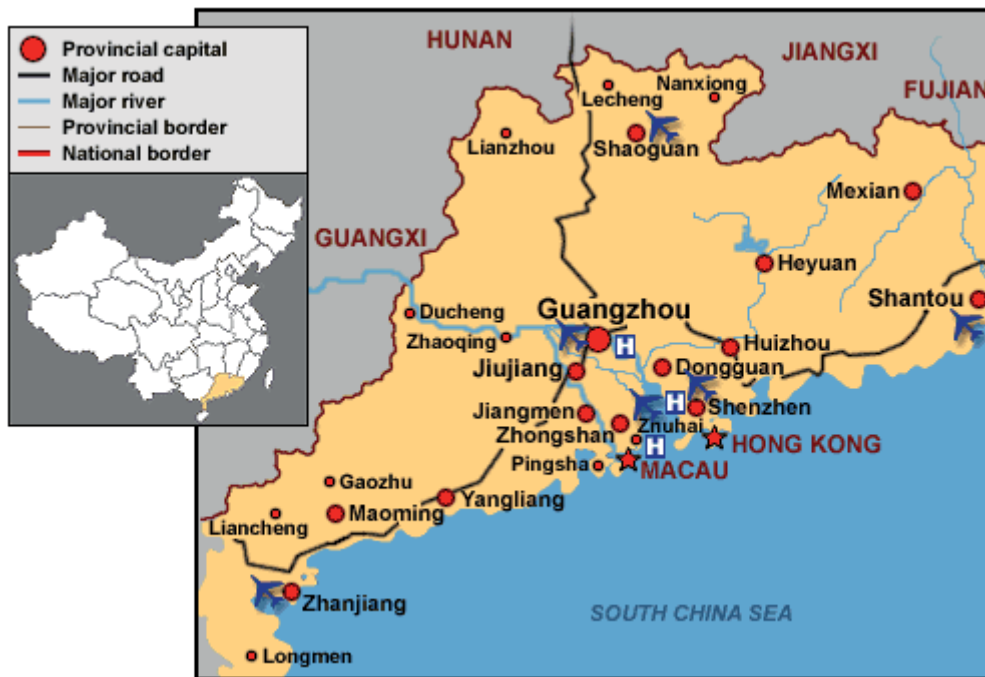 Provincial capital
Major road
Major river
Provincial border
National border
HUNAN
JIANGXI
FUJIAN
Lecheng
Nanxiong
Lianzhou
Shaoguan
Mexian
GUANGXI
Heyuan
Ducheng
Guangzhou
Shantou
Zhaoqing
H
Huizhou
Jiujiang
Dongguan
Jiangmen
H
Shenzhen
Zhongshan
Znuhai
H
HONG KONG
Pingsha
MACAU
Gaozhu
Yangliang
Liancheng
Maoming
Zhanjiang
SOUTH CHINA SEA
Longmen